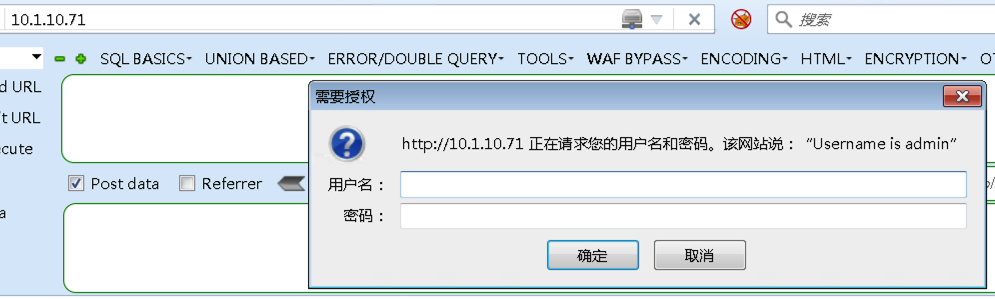 10.1.10.71
搜索
SQL BASICS UNION BASED ERROR/DOUBLE QUERY TOOLS WAF BYPASS ENCODING HTML ENCRYPTION
d URL
't URL
ecute
Post data Referrer
a
需要授权
http://10.1.10.71 正在请求您的用户名和密码。该网站说：“Username is admin”
用户名：
密码：
确定 取消